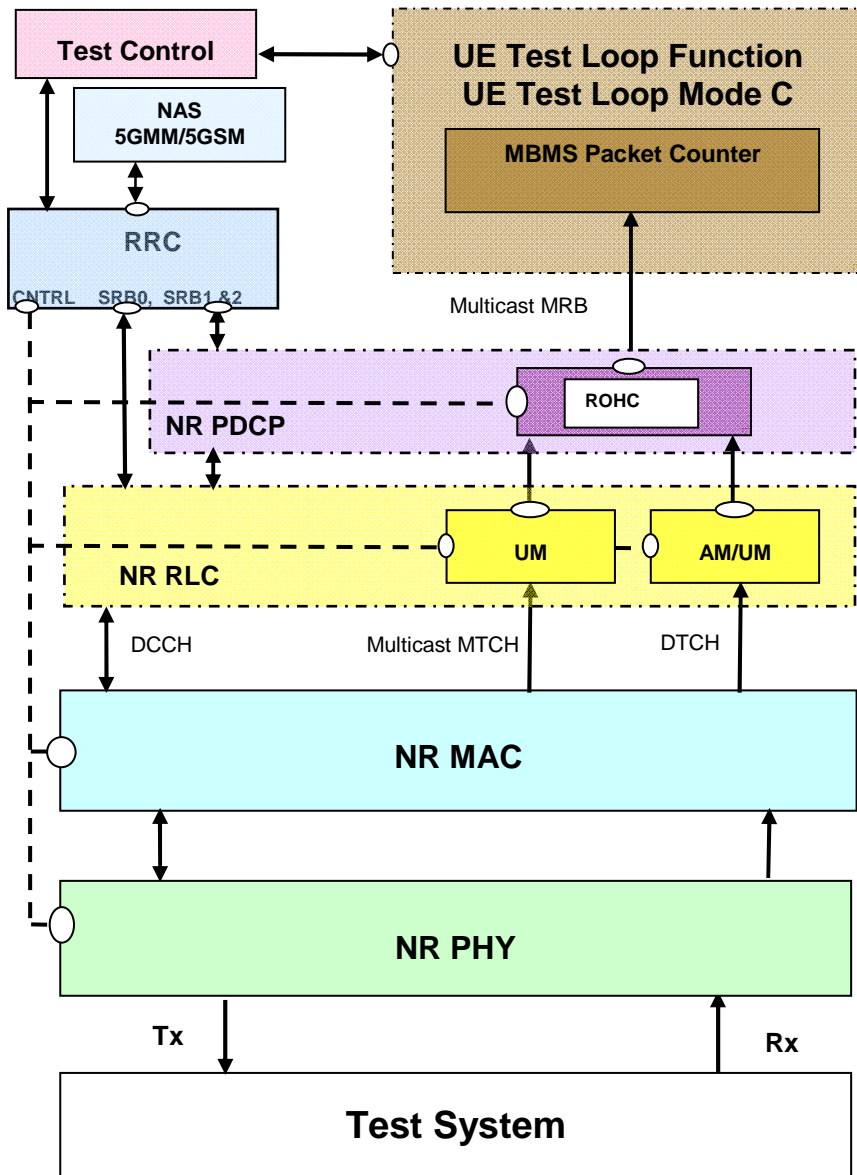 Test Control
UE Test Loop Function
UE Test Loop Mode C
NAS
5GMM/5GSM
MBMS Packet Counter
RRC
CNTRL SRB0, SRB1 &2
Multicast MRB
ROHC
NR PDCP
UM
AM/UM
NR RLC
DCCH
Multicast MTCH
DTCH
NR MAC
NR PHY
Tx
Rx
Test System